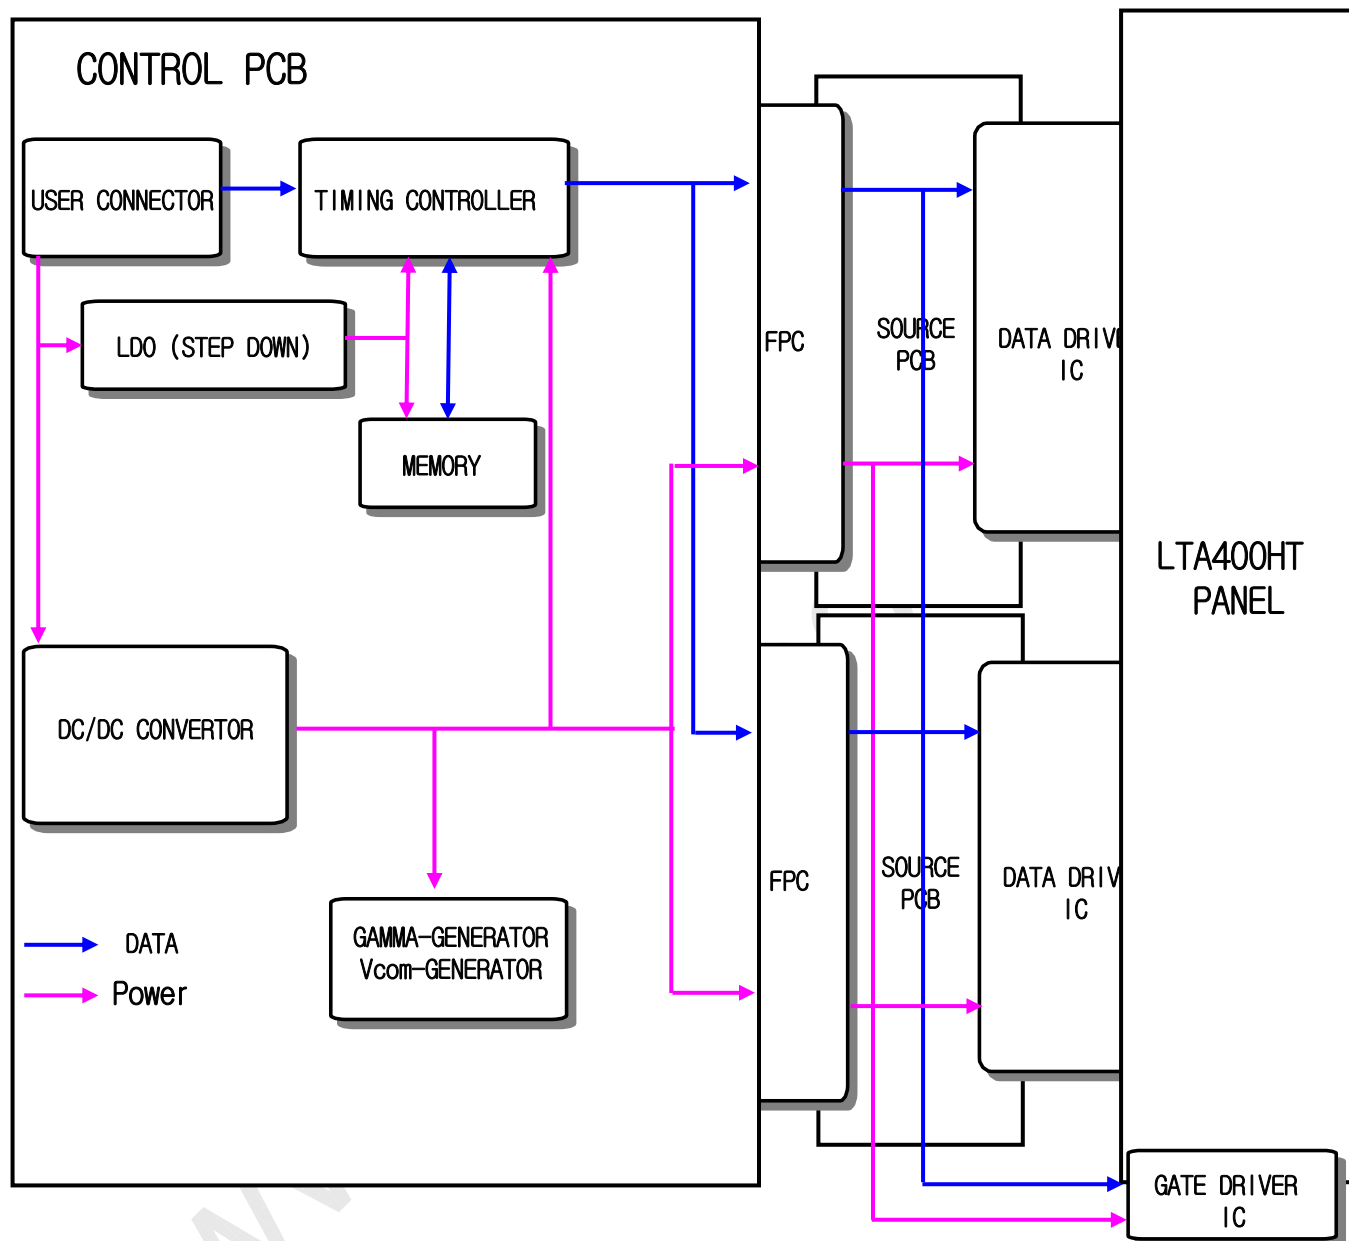 CONTROL PCB
USER CONNECTOR
TIMING CONTROLLER
LDO (STEP DOWN)
MEMORY
DC/DC CONVERTOR
GAMMA-GENERATOR
Vcom-GENERATOR
DATA
Power
FPC
SOURCE
PCB
DATA DRIVE
IC
FPC
SOURCE
PCB
DATA DRIV
IC
LTA400HT
PANEL
GATE DRIVER
IC